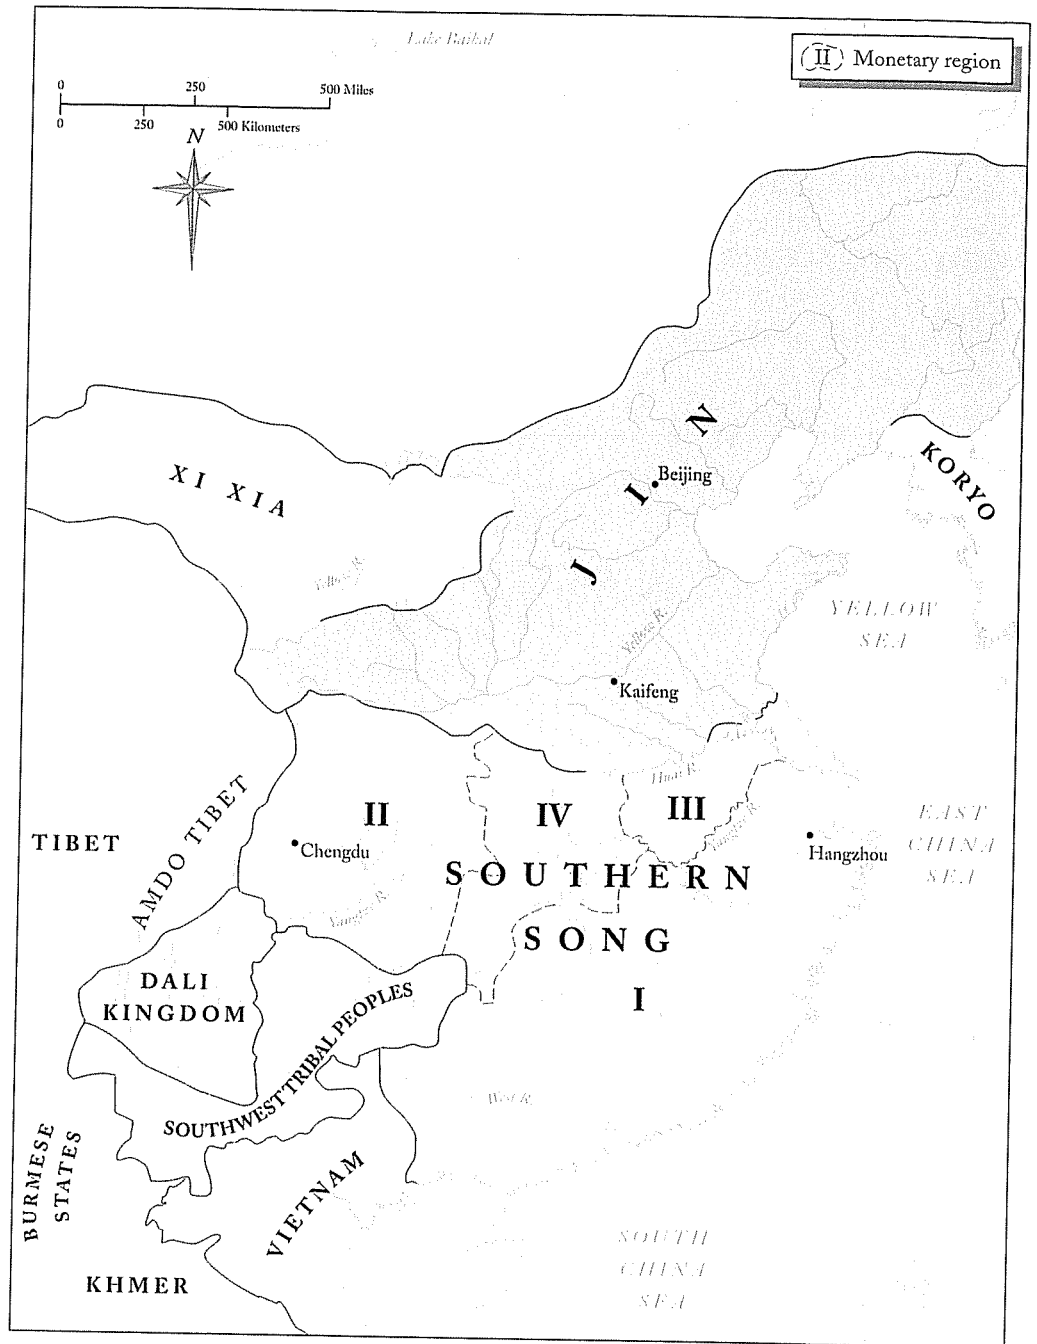 Lake Baikal
II Monetary region
0 250 500 Miles
0 250 500 Kilometers
N
XI XIA
JIN
Beijing
KORYO
Yellow R.
YELLOW
SEA
Yellow R.
Kaifeng
Huai R.
II
IV
III
Yangzi R.
TIBET
AMDO TIBET
Chengdu
Hangzhou
EAST
CHINA
SEA
SOUTHERN
Yangzi R.
SONG
DALI
KINGDOM
I
SOUTHWEST TRIBAL PEOPLES
West R.
BURMESE
STATES
VIETNAM
SOUTH
CHINA
SEA
KHMER